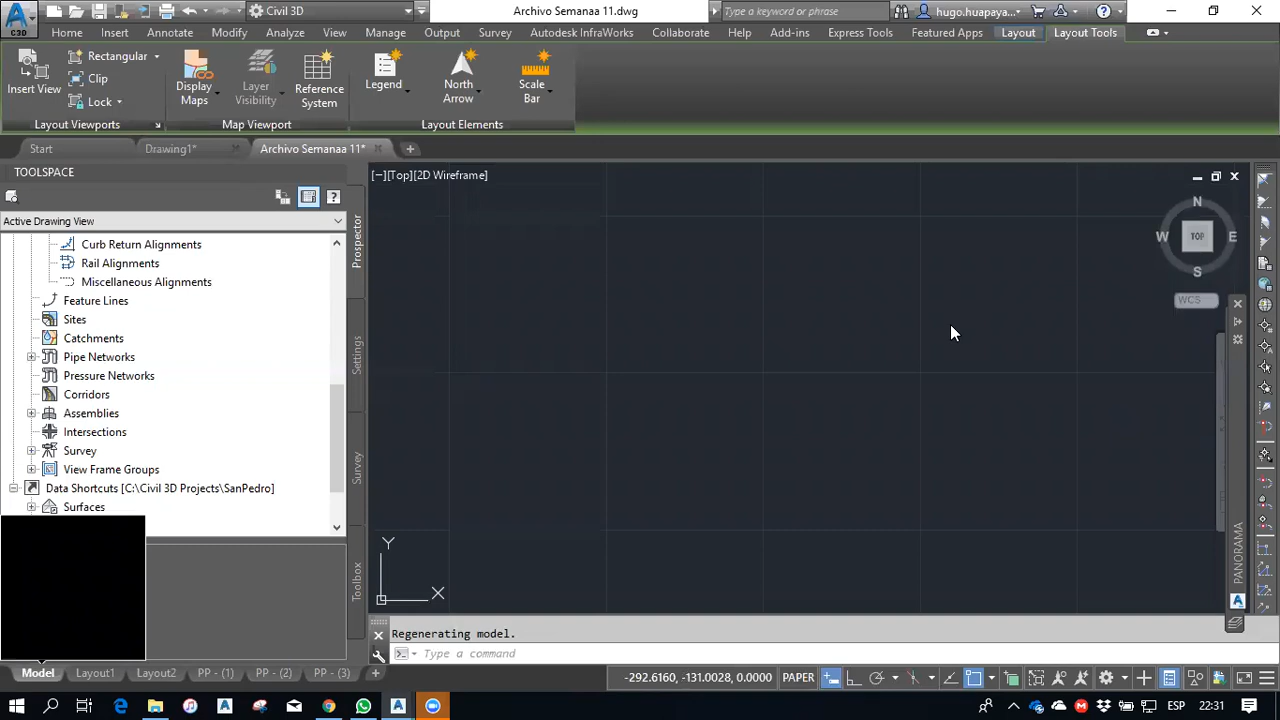 Civil 3D
Archivo Semanaa 11.dwg
Type a keyword or phrase
hugo.huapaya...
C3D
Home Insert Annotate Modify Analyze View Manage Output Survey Autodesk InfraWorks Collaborate Help Add-ins Express Tools Featured Apps Layout Layout Tools
Insert View
Rectangular
Clip
Lock
Display Maps
Layer Visibility
Reference System
Legend
North Arrow
Scale Bar
Layout Viewports
Map Viewport
Layout Elements
Start
Drawing1*
Archivo Semanaa 11*
TOOLSPACE
Active Drawing View
Curb Return Alignments
Rail Alignments
Miscellaneous Alignments
Feature Lines
Sites
Catchments
Pipe Networks
Pressure Networks
Corridors
Assemblies
Intersections
Survey
View Frame Groups
Data Shortcuts [C:\Civil 3D Projects\SanPedro]
Surfaces
Prospector
Settings
Survey
Toolbox
[−][Top][2D Wireframe]
N
W TOP E
S
WCS
PANORAMA
Y
X
Regenerating model.
Type a command
Model Layout1 Layout2 PP - (1) PP - (2) PP - (3) +
-292.6160, -131.0028, 0.0000 PAPER
ESP 22:31